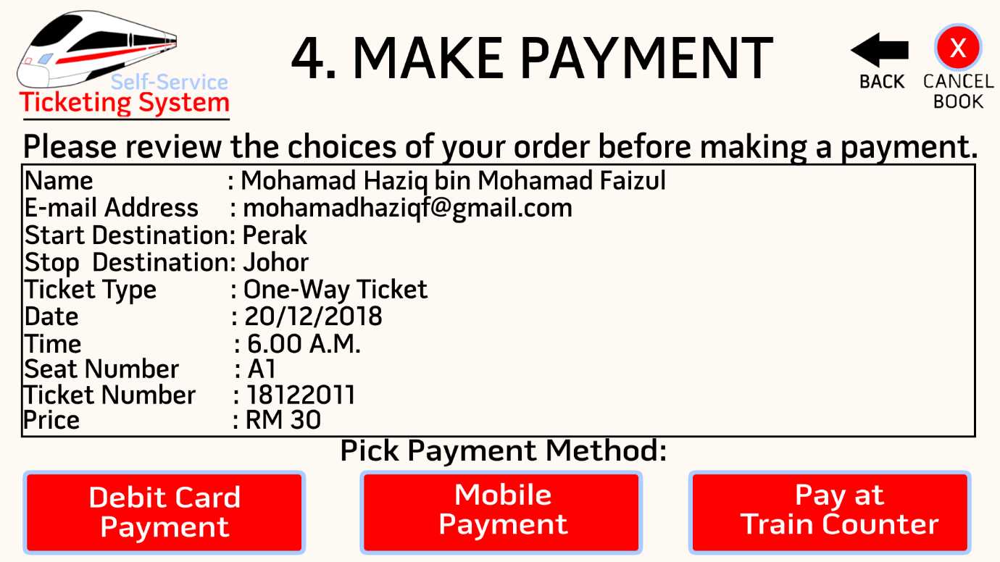 Self-Service
Ticketing System
4. MAKE PAYMENT
BACK
X
CANCEL
BOOK
Please review the choices of your order before making a payment.
Name : Mohamad Haziq bin Mohamad Faizul
E-mail Address : mohamadhaziqf@gmail.com
Start Destination: Perak
Stop Destination: Johor
Ticket Type : One-Way Ticket
Date : 20/12/2018
Time : 6.00 A.M.
Seat Number : A1
Ticket Number : 18122011
Price : RM 30
Pick Payment Method:
Debit Card
Payment
Mobile
Payment
Pay at
Train Counter